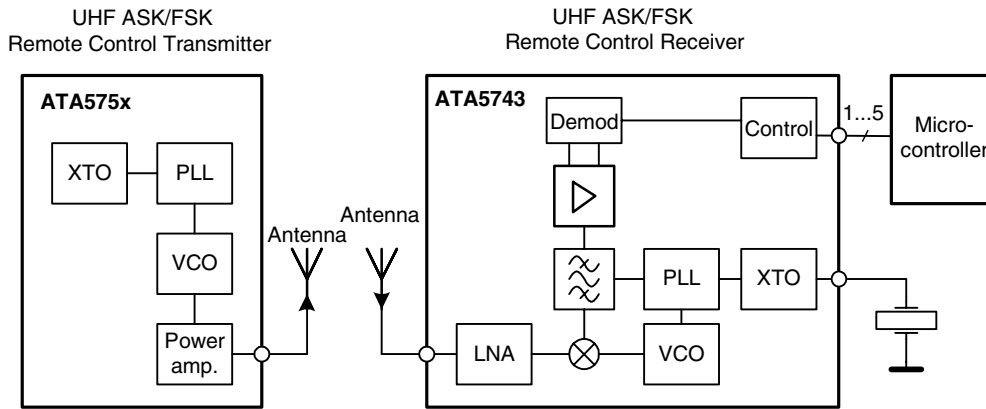 UHF ASK/FSK
Remote Control Transmitter
UHF ASK/FSK
Remote Control Receiver
ATA575x
XTO
PLL
VCO
Power
amp.
Antenna
Antenna
ATA5743
Demod
Control
PLL
XTO
LNA
VCO
1...5
Micro-
controller